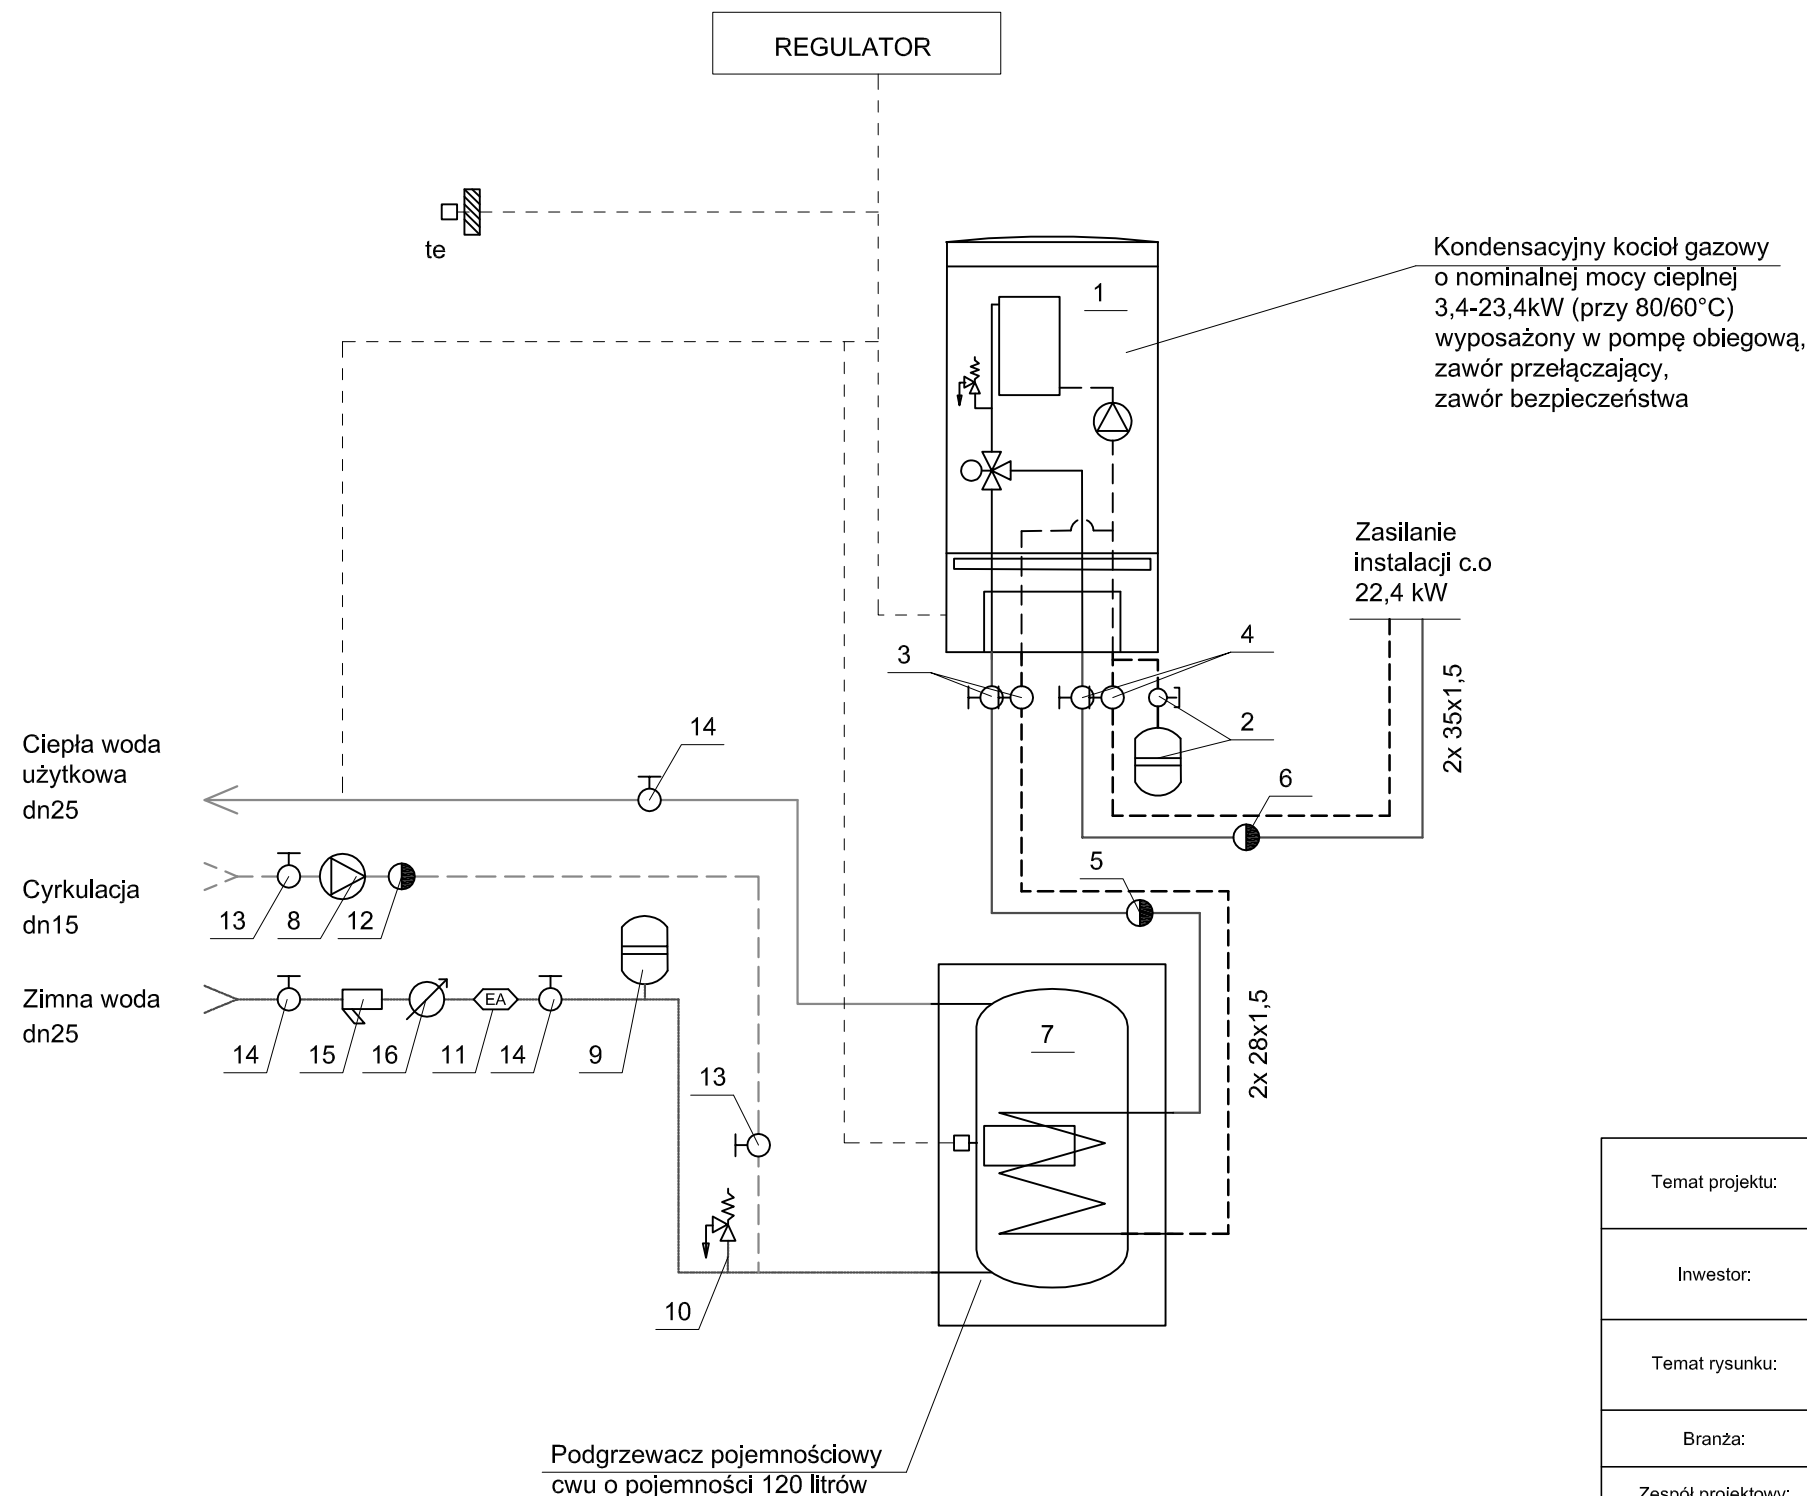 REGULATOR
te
1
Kondensacyjny kocioł gazowy
o nominalnej mocy cieplnej
3,4-23,4kW (przy 80/60°C)
wyposażony w pompę obiegową,
zawór przełączający,
zawór bezpieczeństwa
Zasilanie
instalacji c.o
22,4 kW
3
4
2
2x 35x1,5
6
5
14
Ciepła woda
użytkowa
dn25
Cyrkulacja
dn15
13
8
12
Zimna woda
dn25
EA
14
15
16
11
14
9
13
7
2x 28x1,5
10
Podgrzewacz pojemnościowy
cwu o pojemności 120 litrów
Temat projektu:
Inwestor:
Temat rysunku:
Branża:
Zespół projektowy: